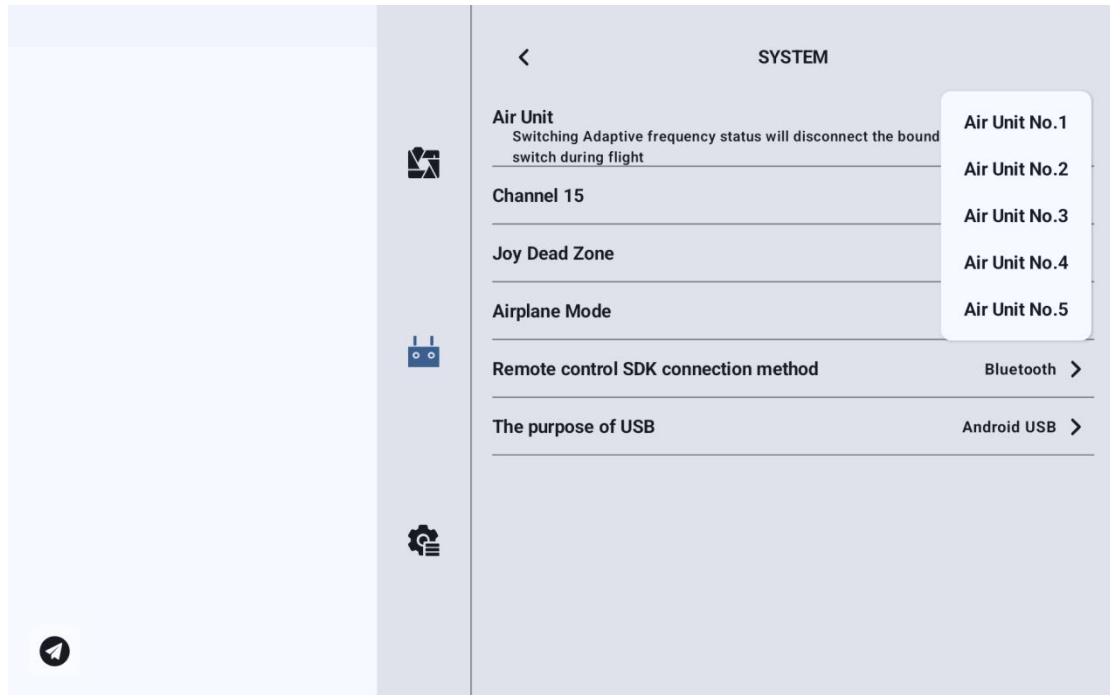 SYSTEM
Air Unit
Switching Adaptive frequency status will disconnect the bound
switch during flight
Air Unit No.1
Air Unit No.2
Air Unit No.3
Air Unit No.4
Air Unit No.5
Channel 15
Joy Dead Zone
Airplane Mode
Remote control SDK connection method Bluetooth
The purpose of USB Android USB